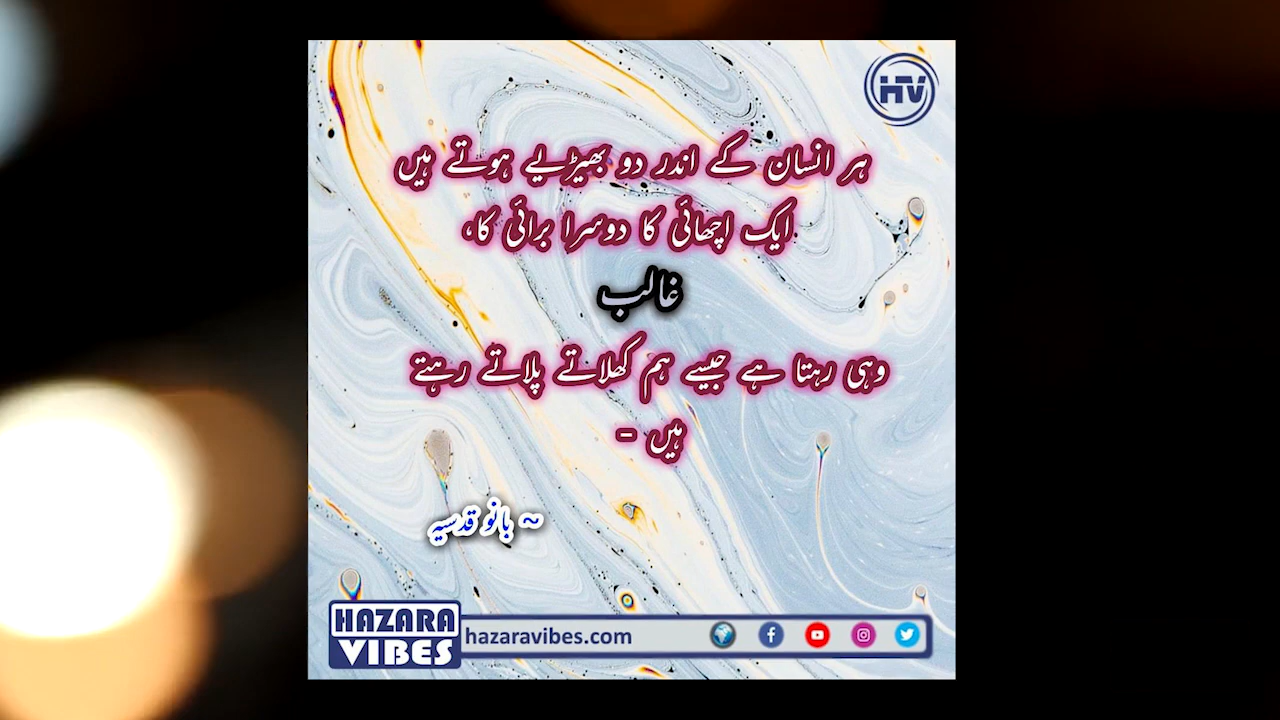 HV
ہر انسان کے اندر دو بھیڑیے ہوتے ہیں
ایک اچھائی کا دوسرا برائی کا،
غالب
وہی رہتا ہے جیسے ہم کھلاتے پلاتے رہتے
ہیں -
~ بانو قدسیہ
HAZARA
VIBES
hazaravibes.com